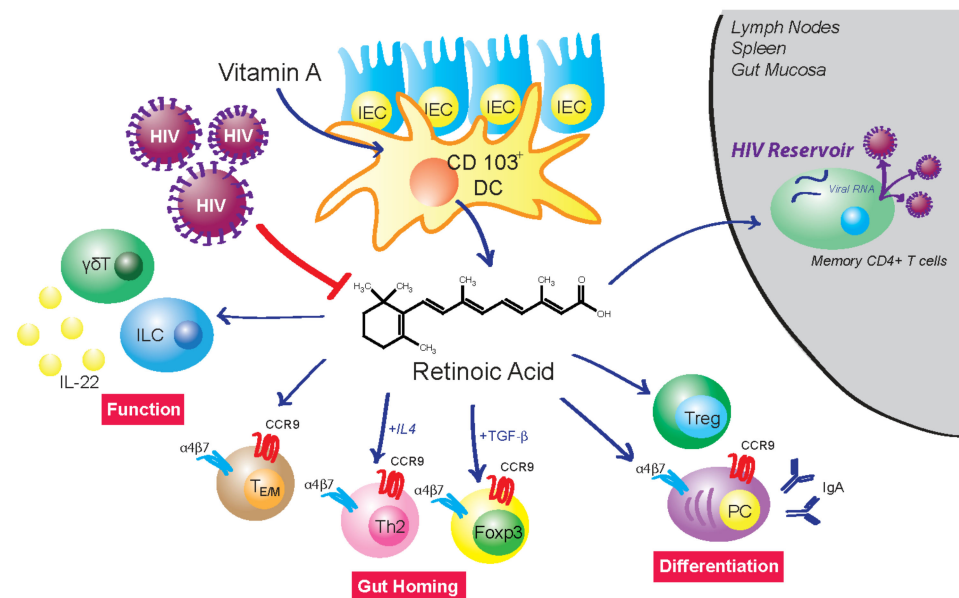 Lymph Nodes
Spleen
Gut Mucosa
Vitamin A
IEC
IEC
IEC
IEC
HIV
HIV
HIV
CD 103+
DC
HIV Reservoir
Viral RNA
Memory CD4+ T cells
γδT
ILC
IL-22
Function
H₃C
CH₃
CH₃
CH₃
O
OH
CH₃
Retinoic Acid
+IL4
+TGF-β
α4β7
CCR9
TE/M
α4β7
CCR9
Th2
α4β7
CCR9
Foxp3
Gut Homing
Treg
α4β7
CCR9
PC
IgA
Differentiation